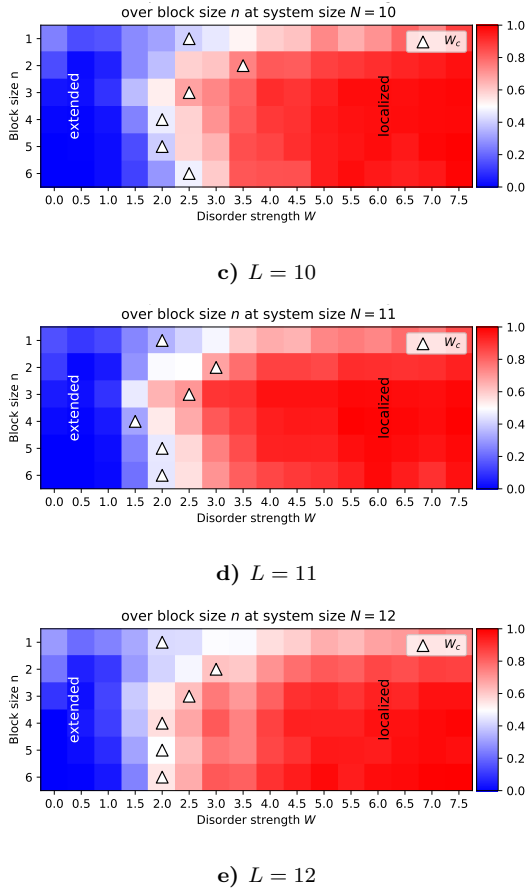 over block size n at system size N = 10
Block size n
1
2
3
4
5
6
extended
localized
W_c
1.0
0.8
0.6
0.4
0.2
0.0
0.0 0.5 1.0 1.5 2.0 2.5 3.0 3.5 4.0 4.5 5.0 5.5 6.0 6.5 7.0 7.5
Disorder strength W
c) L = 10
over block size n at system size N = 11
Block size n
1
2
3
4
5
6
extended
localized
W_c
1.0
0.8
0.6
0.4
0.2
0.0
0.0 0.5 1.0 1.5 2.0 2.5 3.0 3.5 4.0 4.5 5.0 5.5 6.0 6.5 7.0 7.5
Disorder strength W
d) L = 11
over block size n at system size N = 12
Block size n
1
2
3
4
5
6
extended
localized
W_c
1.0
0.8
0.6
0.4
0.2
0.0
0.0 0.5 1.0 1.5 2.0 2.5 3.0 3.5 4.0 4.5 5.0 5.5 6.0 6.5 7.0 7.5
Disorder strength W
e) L = 12